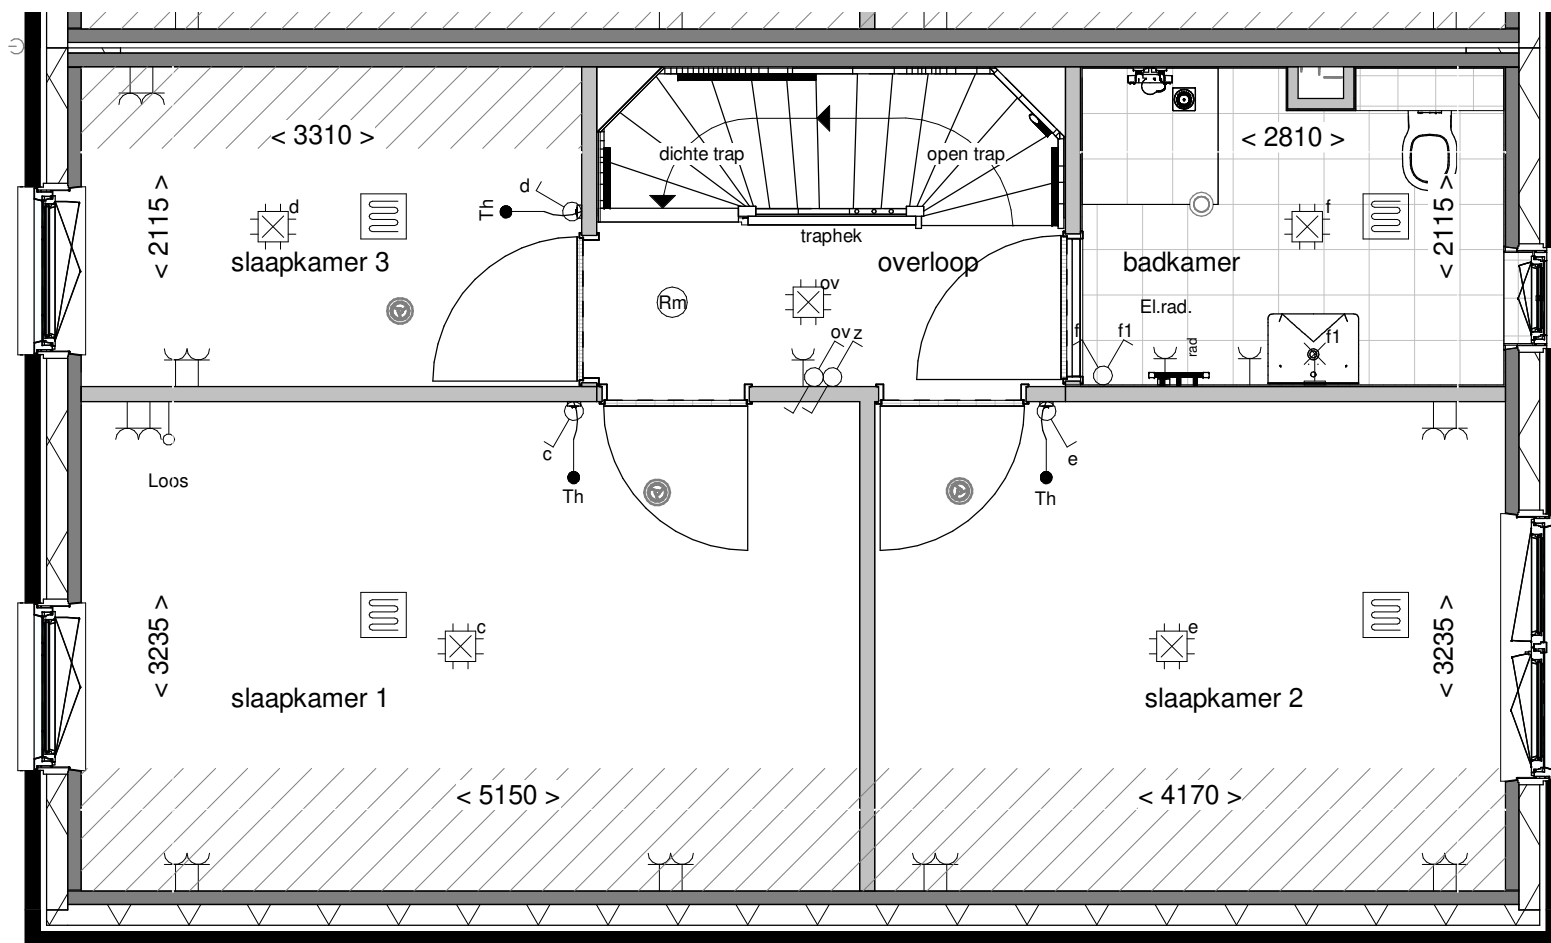 < 3310 >
dichte trap
open trap
< 2810 >
d
Th
< 2115 >
d
f
< 2115 >
traphek
slaapkamer 3
overloop
badkamer
Rm
ov
El.rad.
ov z
f
f1
rad
f1
c
e
Loos
Th
Th
< 3235 >
c
e
< 3235 >
slaapkamer 1
slaapkamer 2
< 5150 >
< 4170 >